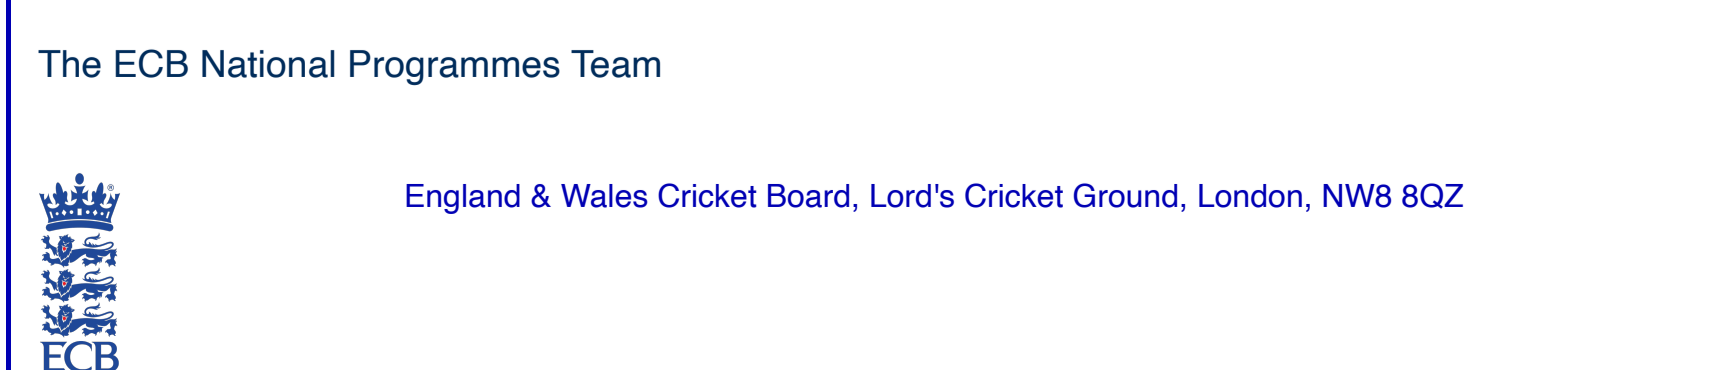 The ECB National Programmes Team
England & Wales Cricket Board, Lord's Cricket Ground, London, NW8 8QZ
ECB